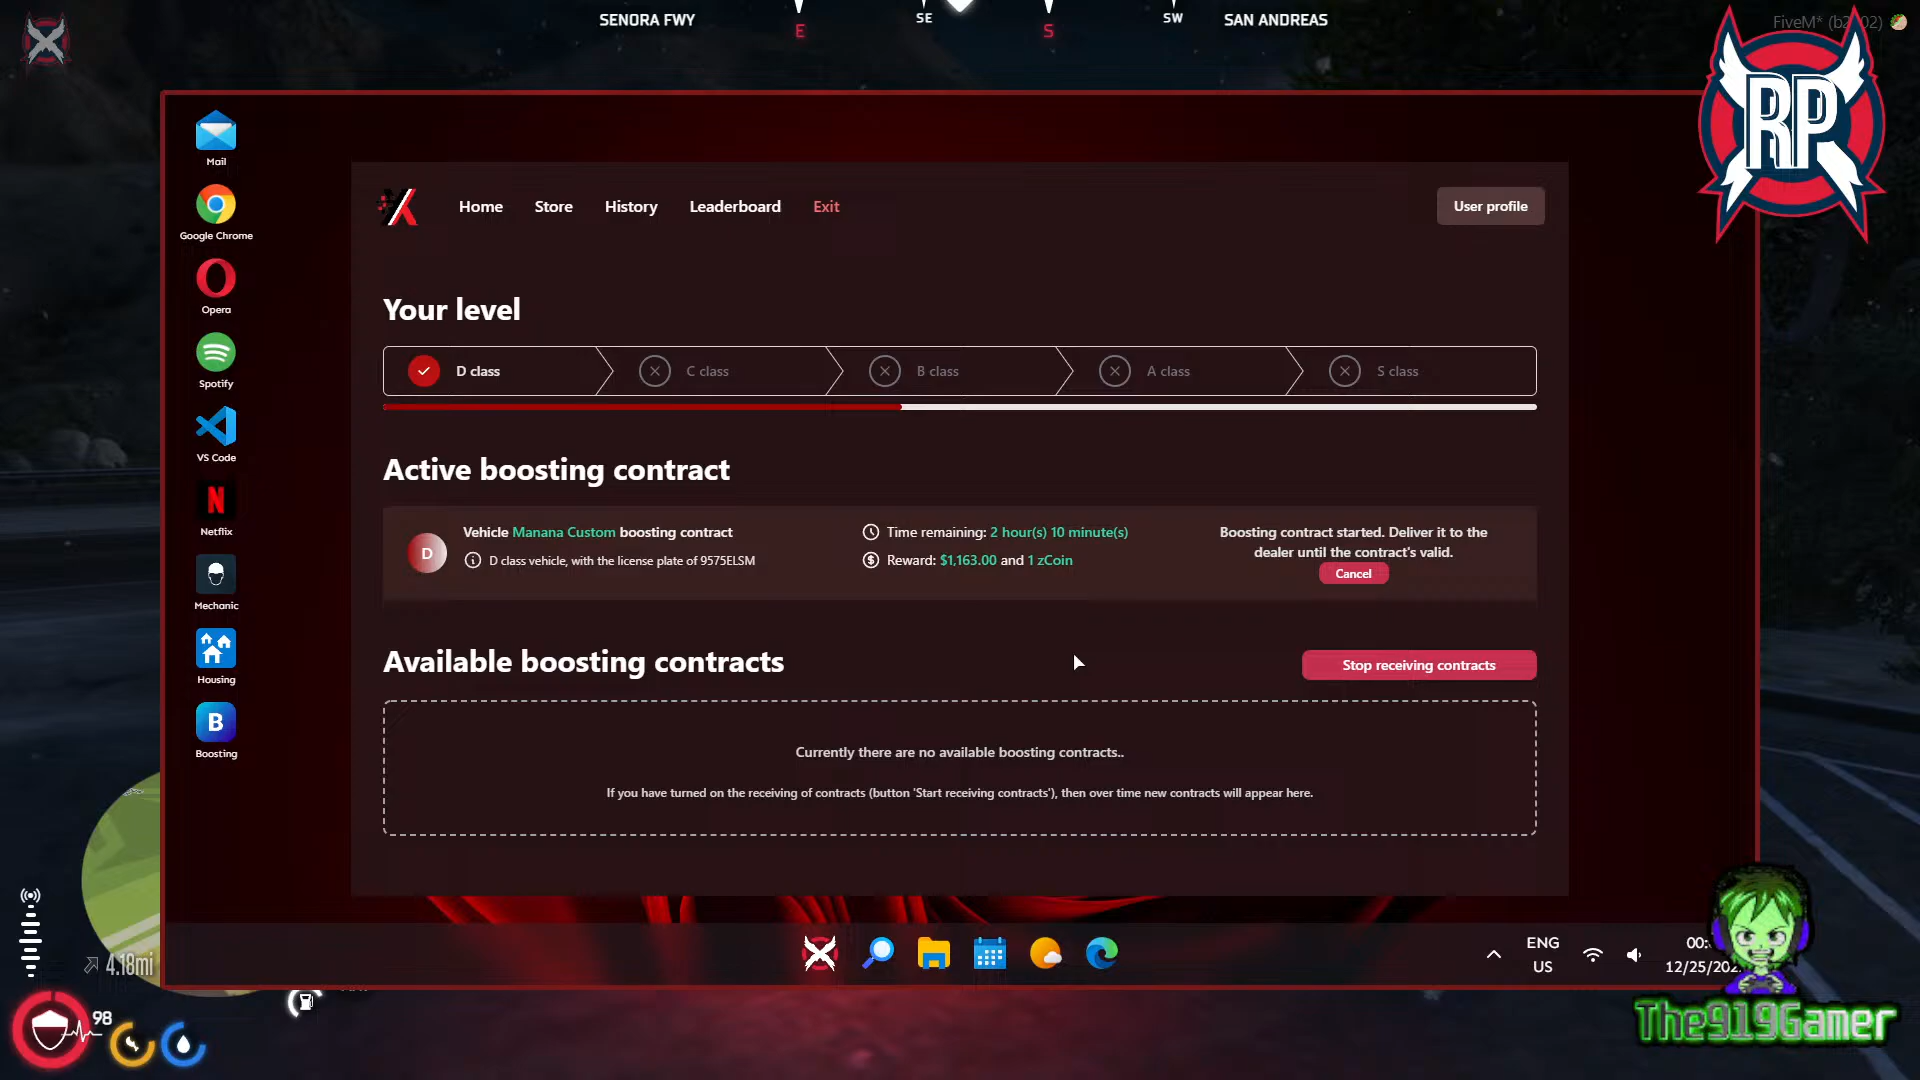 SENORA FWY
E
SE
S
SW
SAN ANDREAS
FiveM*
RP
Mail
Google Chrome
Opera
Spotify
VS Code
Netflix
Mechanic
Housing
B
Boosting
Home
Store
History
Leaderboard
Exit
User profile
Your level
D class
C class
B class
A class
S class
Active boosting contract
D
Vehicle Manana Custom boosting contract
D class vehicle, with the license plate of 9575ELSM
Time remaining: 2 hour(s) 10 minute(s)
Reward: $1,163.00 and 1 zCoin
Boosting contract started. Deliver it to the
dealer until the contract's valid.
Cancel
Available boosting contracts
Stop receiving contracts
Currently there are no available boosting contracts..
If you have turned on the receiving of contracts (button 'Start receiving contracts'), then over time new contracts will appear here.
4.18mi
98
ENG
US
The919Gamer